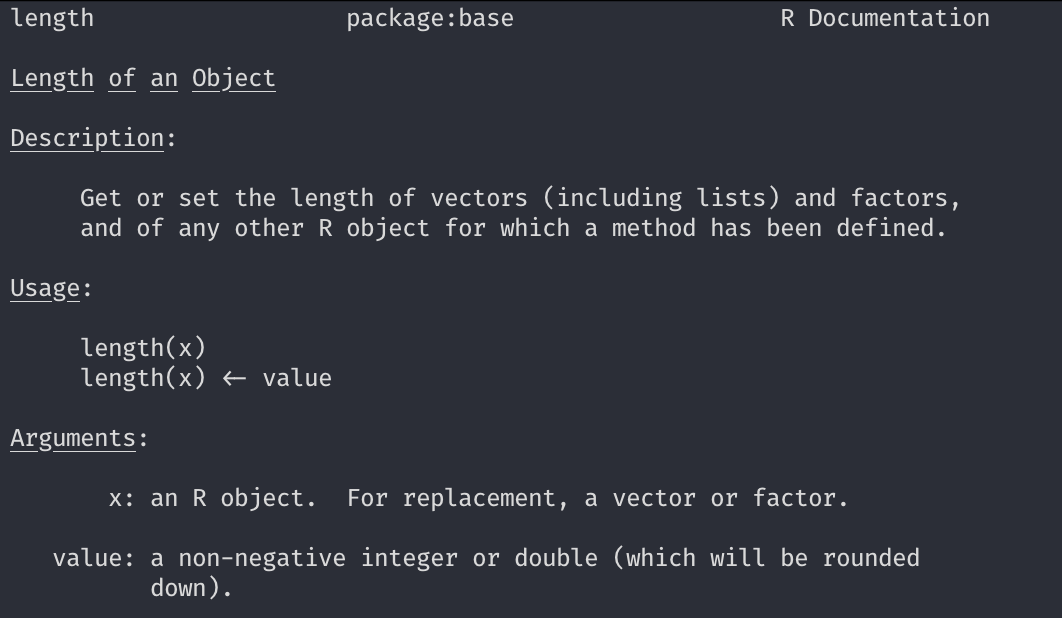 length package:base R Documentation
Length of an Object
Description:
Get or set the length of vectors (including lists) and factors,
and of any other R object for which a method has been defined.
Usage:
length(x)
length(x) <- value
Arguments:
x: an R object. For replacement, a vector or factor.
value: a non-negative integer or double (which will be rounded
down).